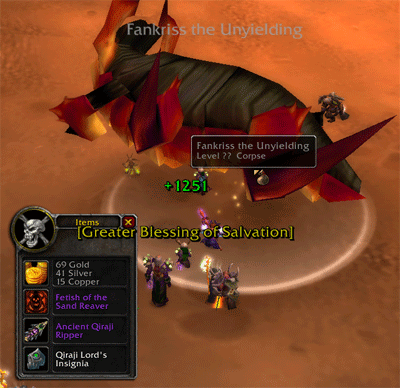 Fankriss the Unyielding
Fankriss the Unyielding
Level ?? Corpse
+1251
Items
[Greater Blessing of Salvation]
69 Gold
41 Silver
15 Copper
Fetish of the
Sand Reaver
Ancient Qiraji
Ripper
Qiraji Lord's
Insignia